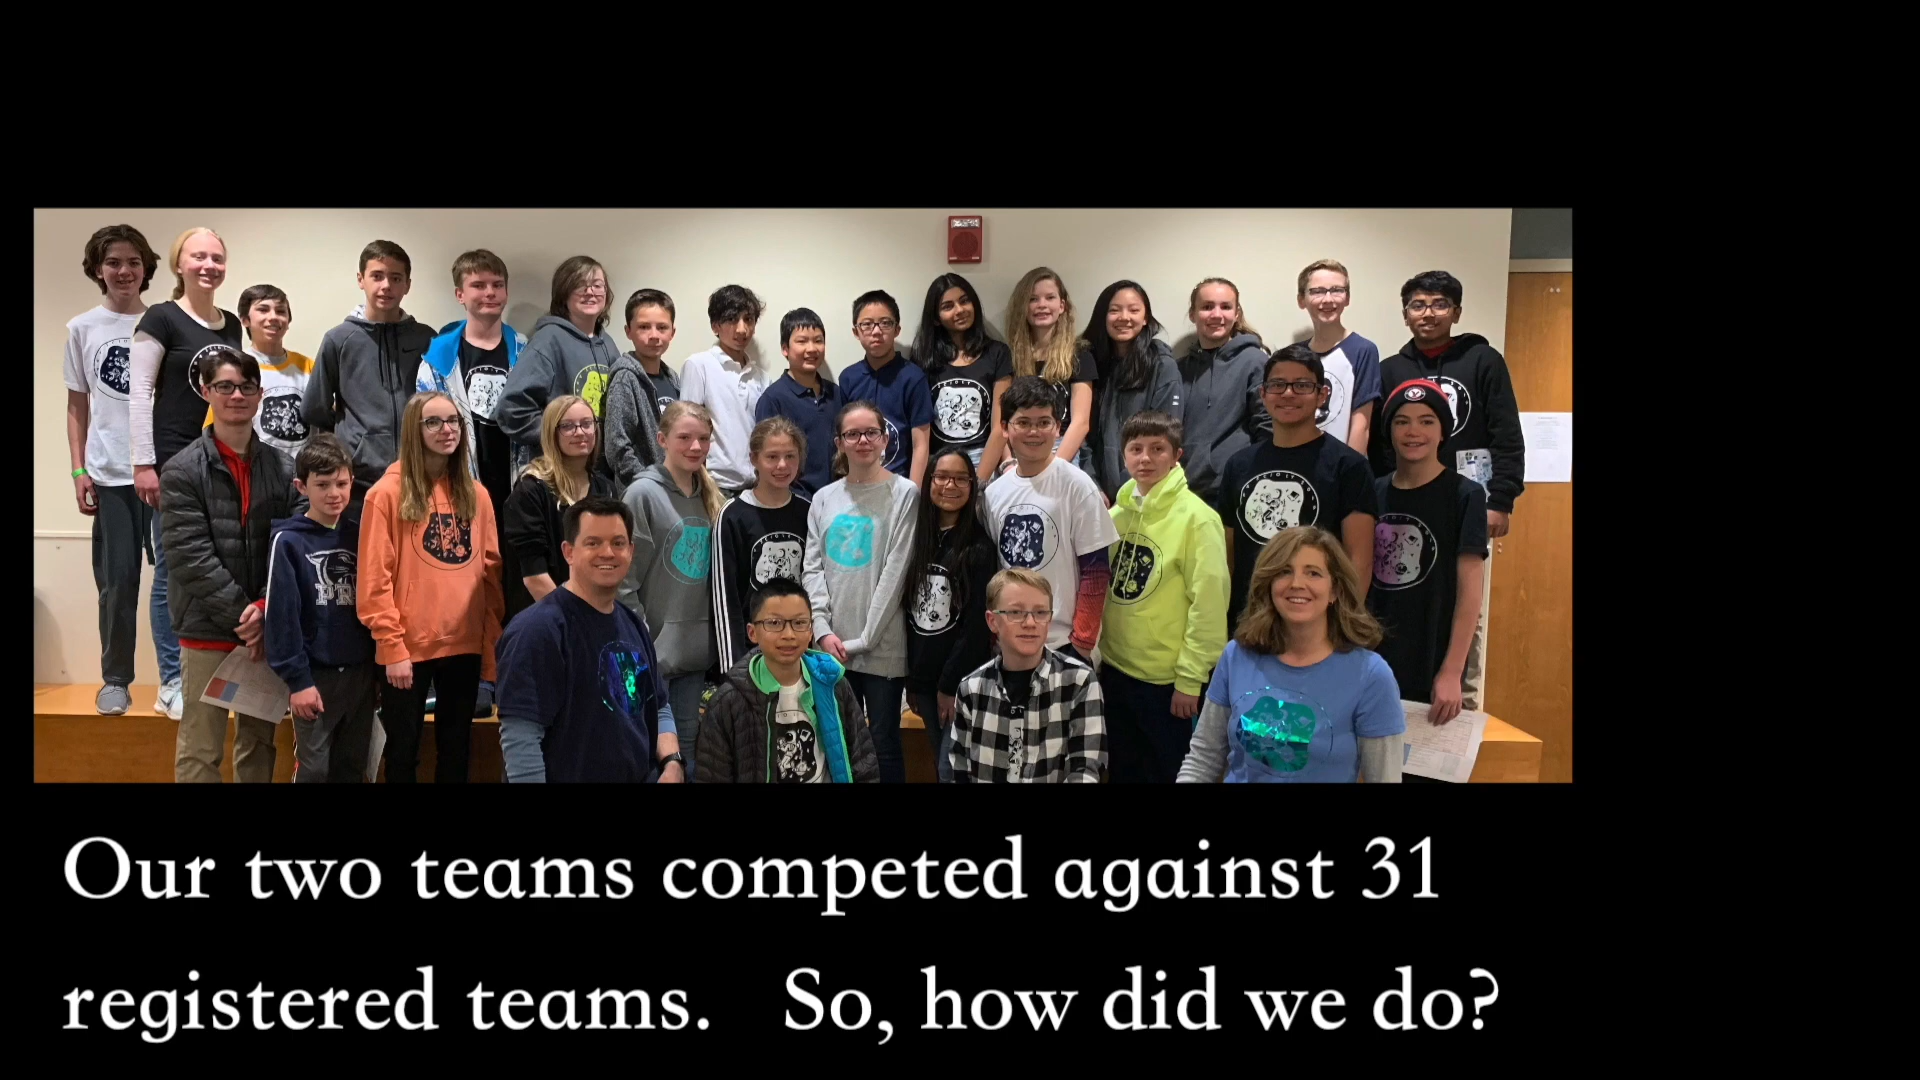 Our two teams competed against 31
registered teams. So, how did we do?